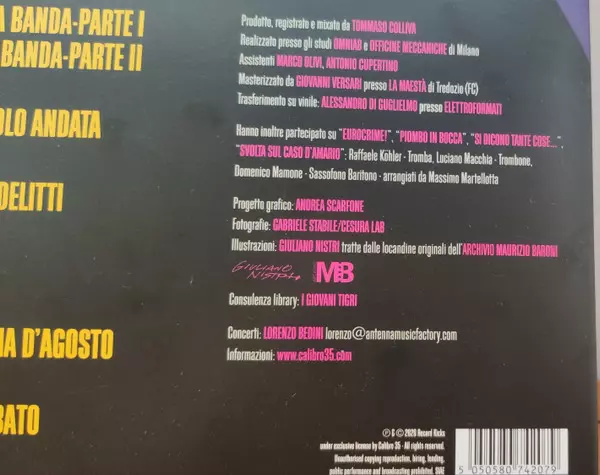 A BANDA-PARTE I
BANDA-PARTE II
OLO ANDATA
DELITTI
IA D'AGOSTO
BATO
Prodotto, registrato e mixato da TOMMASO COLLIVA
Realizzato presso gli studi OMNIAB e OFFICINE MECCANICHE di Milano
Assistenti MARCO OLIVI, ANTONIO CUPERTINO
Masterizzato da GIOVANNI VERSARI presso LA MAESTÀ di Tredozio (FC)
Trasferimento su vinile: ALESSANDRO DI GUGLIELMO presso ELETTROFORMATI
Hanno inoltre partecipato su "EUROCRIME!", "PIOMBO IN BOCCA", "SI DICONO TANTE COSE...",
"SVOLTA SUL CASO D'AMARIO": Raffaele Köhler - Tromba, Luciano Macchia - Trombone,
Domenico Mamone - Sassofono Baritono - arrangiati da Massimo Martellotta
Progetto grafico: ANDREA SCARFONE
Fotografie: GABRIELE STABILE/CESURA LAB
Illustrazioni: GIULIANO NISTRI tratte dalle locandine originali dell'ARCHIVIO MAURIZIO BARONI
GIULIANO NISTRI MB
Consulenza library: I GIOVANI TIGRI
Concerti: LORENZO BEDINI lorenzo@antennamusicfactory.com
Informazioni: www.calibro35.com
℗ & © 2020 Record Kicks
under exclusive license by Calibro 35 - All rights reserved.
Unauthorised copying reproduction, hiring, lending,
public performance and broadcasting prohibited. SIAE
5 050580 742079